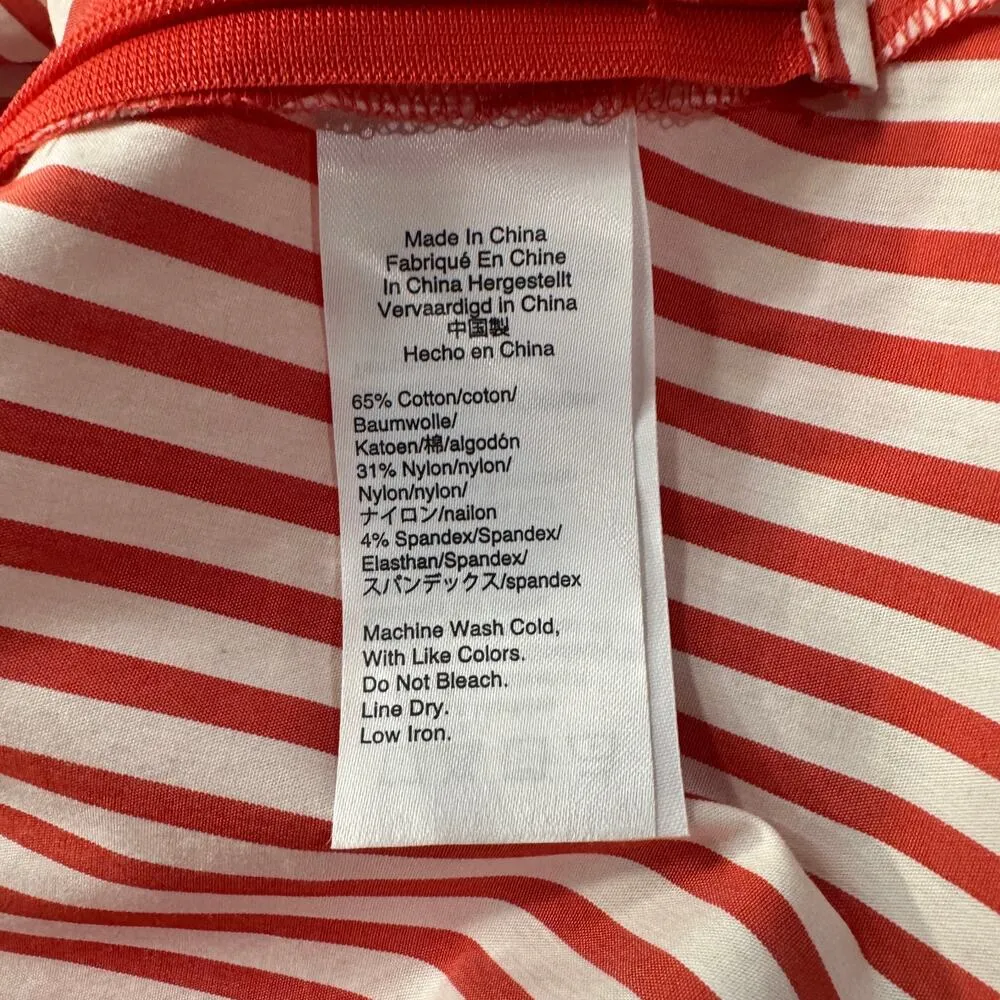 Made In China
Fabriqué En Chine
In China Hergestellt
Vervaardigd in China
中国製
Hecho en China
65% Cotton/coton/
Baumwolle/
Katoen/棉/algodón
31% Nylon/nylon/
Nylon/nylon/
ナイロン/nailon
4% Spandex/Spandex/
Elasthan/Spandex/
スパンデックス/spandex
Machine Wash Cold,
With Like Colors.
Do Not Bleach.
Line Dry.
Low Iron.